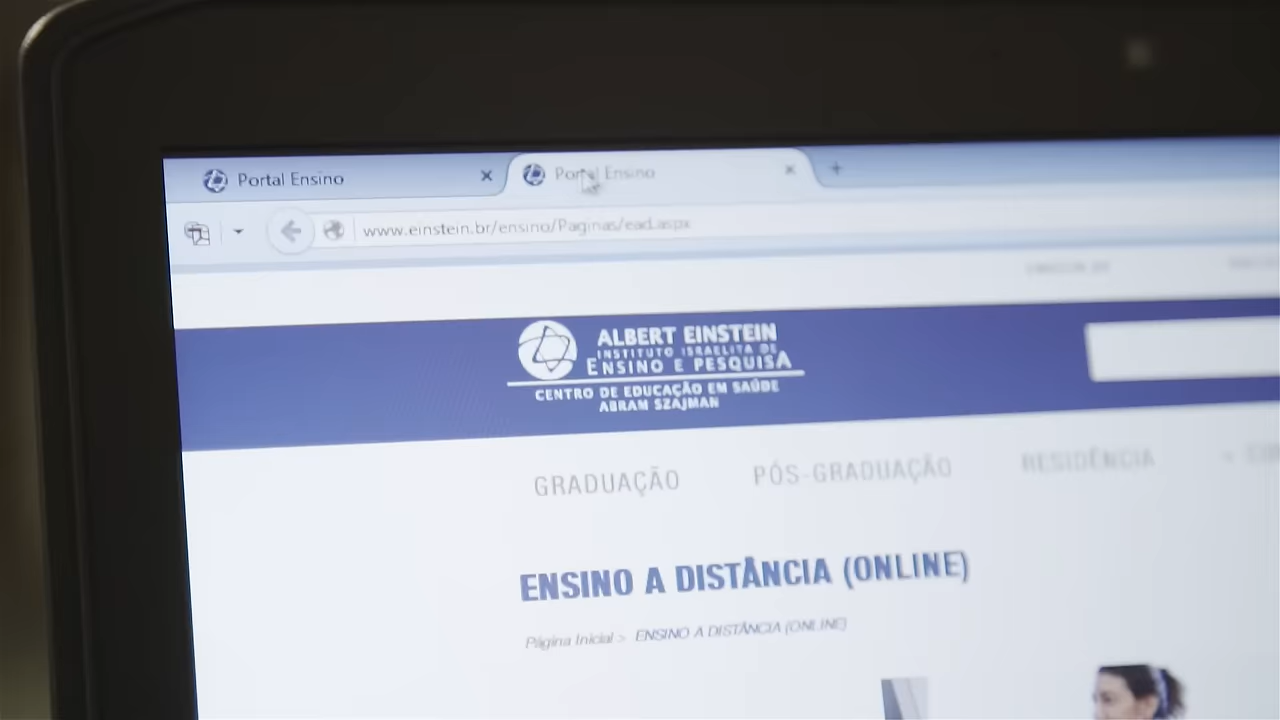 Portal Ensino
Portal Ensino
www.einstein.br/ensino/Paginas/ead.aspx
ALBERT EINSTEIN
INSTITUTO ISRAELITA DE
ENSINO E PESQUISA
CENTRO DE EDUCAÇÃO EM SAÚDE
ABRAM SZAJMAN
GRADUAÇÃO PÓS-GRADUAÇÃO RESIDÊNCIA
ENSINO A DISTÂNCIA (ONLINE)
Página Inicial > ENSINO A DISTÂNCIA (ONLINE)